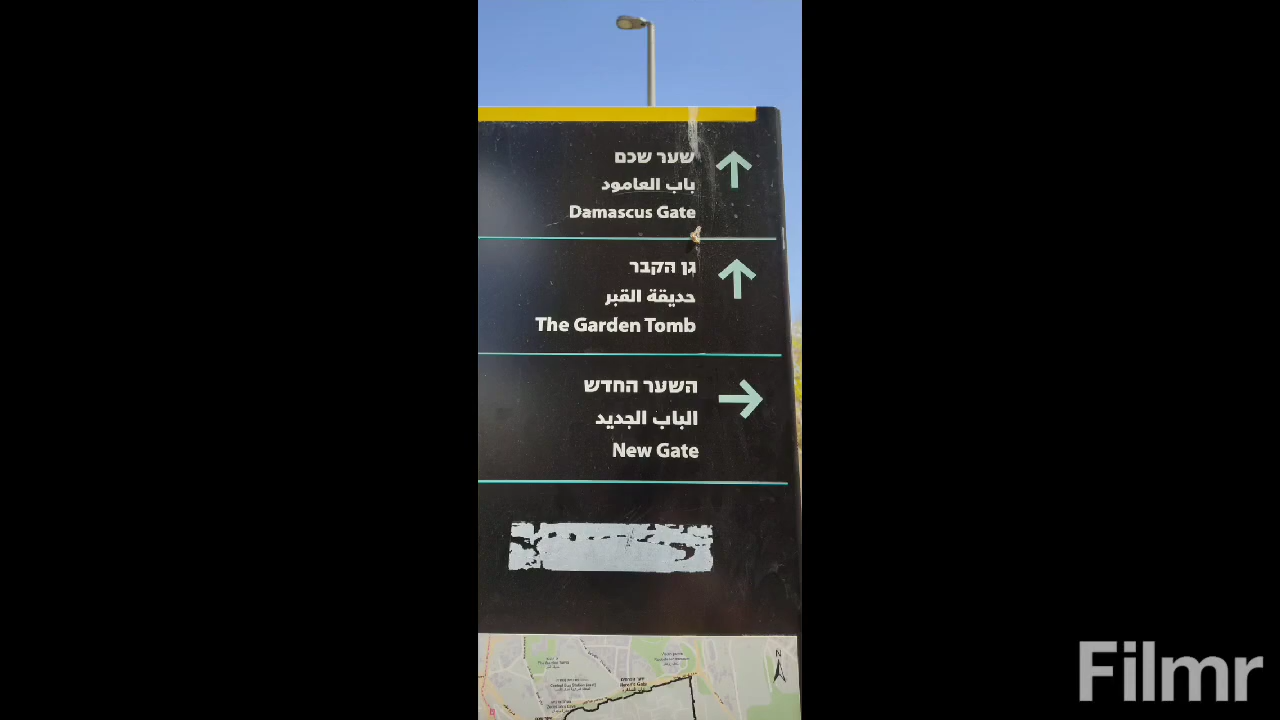 שער שכם
باب العامود
Damascus Gate
גן הקבר
حديقة القبر
The Garden Tomb
השער החדש
الباب الجديد
New Gate
N
Filmr